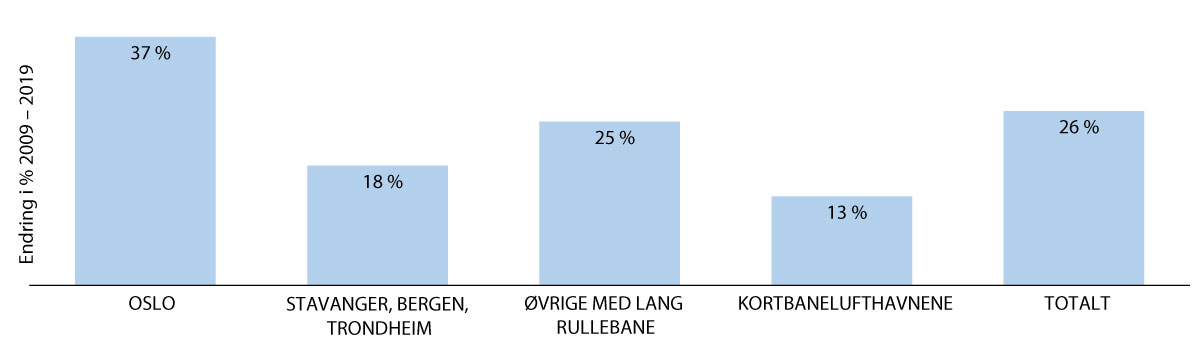 Endring i % 2009 – 2019
37 %
18 %
25 %
13 %
26 %
OSLO
STAVANGER, BERGEN,
TRONDHEIM
ØVRIGE MED LANG
RULLEBANE
KORTBANELUFTHAVNENE
TOTALT